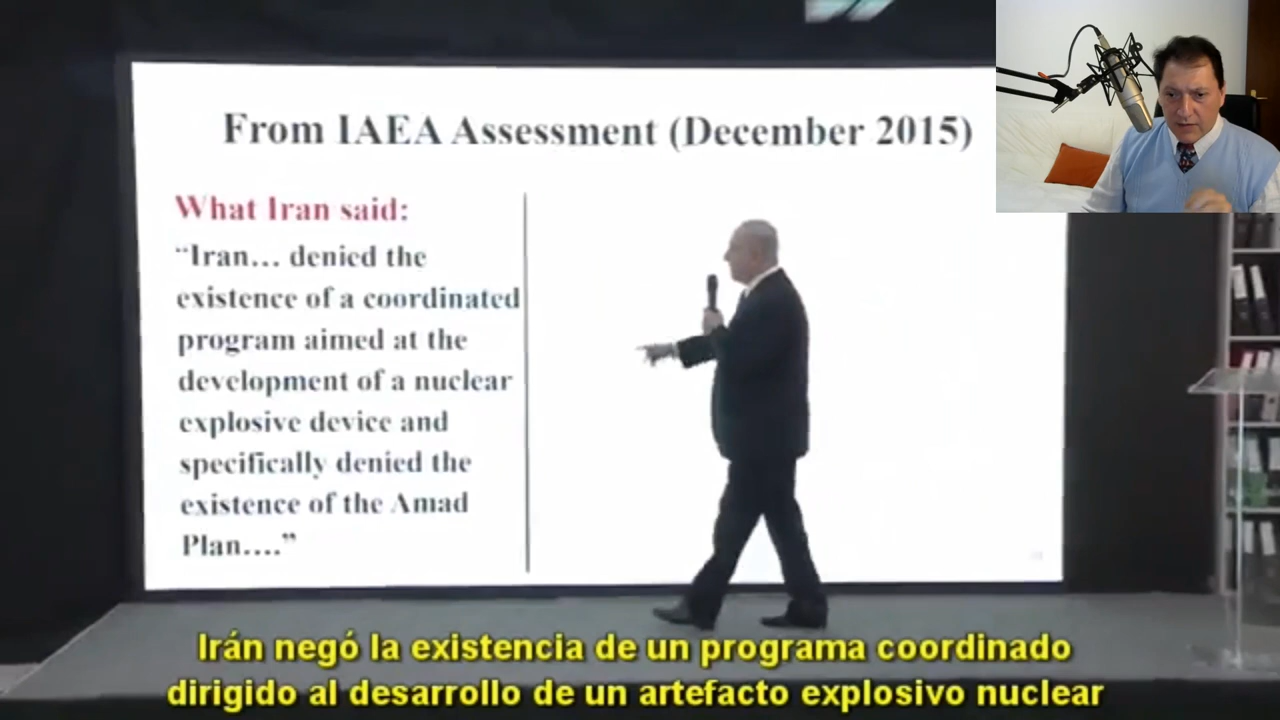 From IAEA Assessment (December 2015)
What Iran said:
“Iran… denied the
existence of a coordinated
program aimed at the
development of a nuclear
explosive device and
specifically denied the
existence of the Amad
Plan….”
Irán negó la existencia de un programa coordinado
dirigido al desarrollo de un artefacto explosivo nuclear